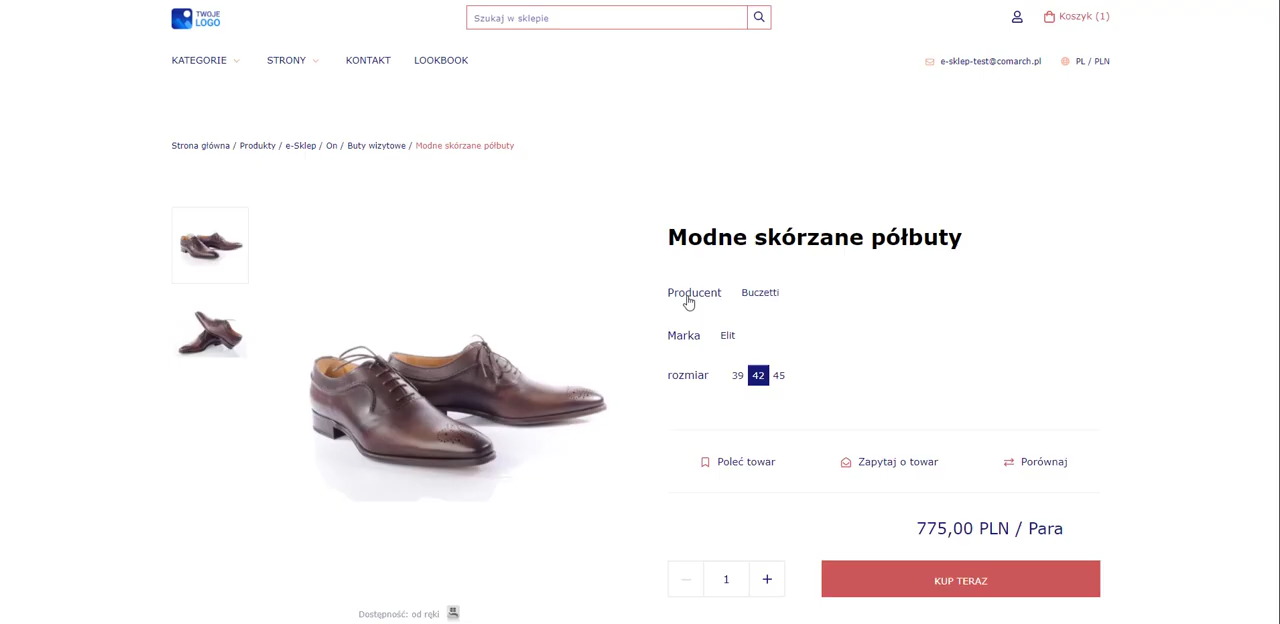 TWOJE
LOGO
Szukaj w sklepie
Koszyk (1)
KATEGORIE STRONY KONTAKT LOOKBOOK
e-sklep-test@comarch.pl PL / PLN
Strona główna / Produkty / e-Sklep / On / Buty wizytowe / Modne skórzane półbuty
Modne skórzane półbuty
Producent Buczetti
Marka Elit
rozmiar 39 42 45
Poleć towar Zapytaj o towar Porównaj
775,00 PLN / Para
1 KUP TERAZ
Dostępność: od ręki